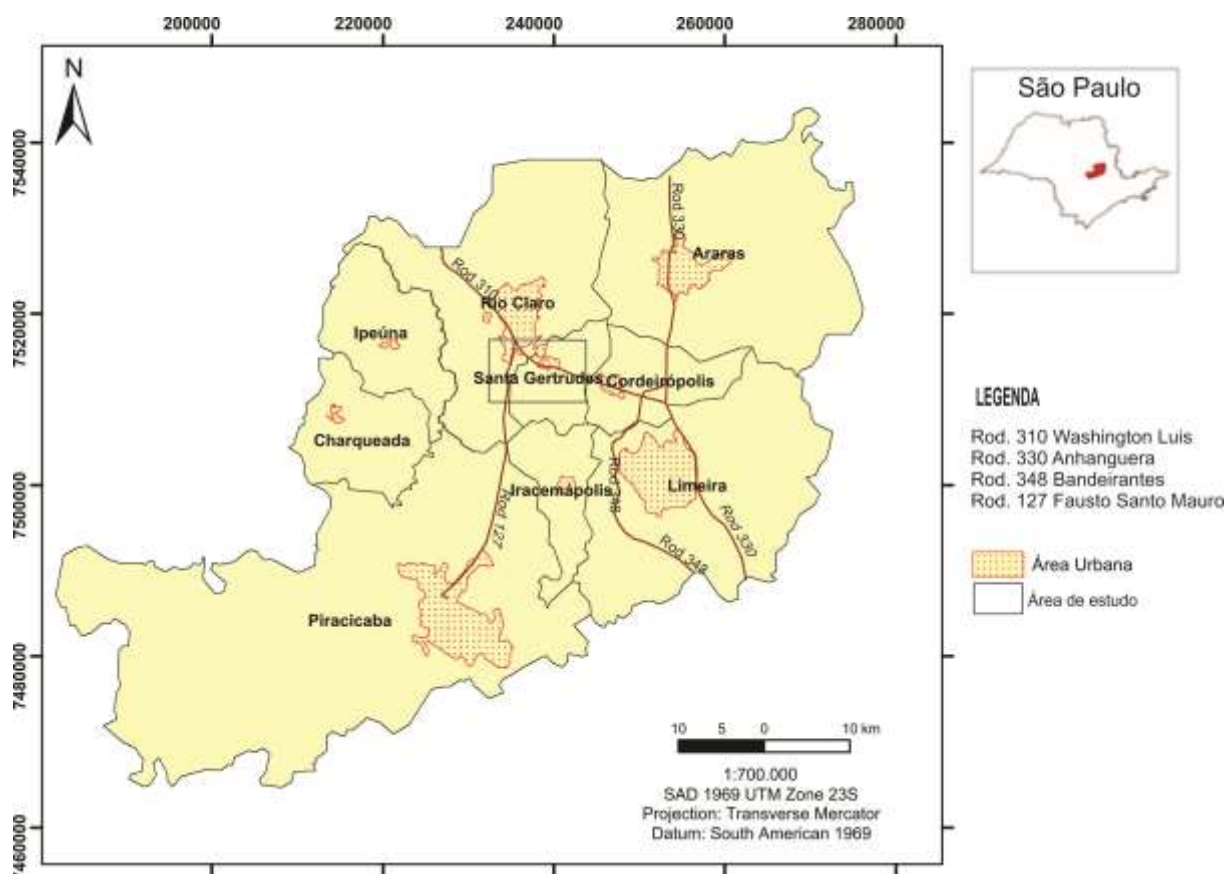 200000 220000 240000 260000 280000
N
São Paulo
7540000
Rod 330
Araras
Rod 310
Rio Claro
Ipeúna
7520000
Santa Gertrudes
Cordeirópolis
LEGENDA
Charqueada
Rod. 310 Washington Luis
Rod. 330 Anhanguera
Rod. 348 Bandeirantes
Rod. 127 Fausto Santo Mauro
7500000
Iracemápolis
Rod 348
Limeira
Rod 127
Rod 330
Rod 348
Área Urbana
Área de estudo
Piracicaba
7480000
10 5 0 10 km
1:700.000
SAD 1969 UTM Zone 23S
Projection: Transverse Mercator
Datum: South American 1969
7460000